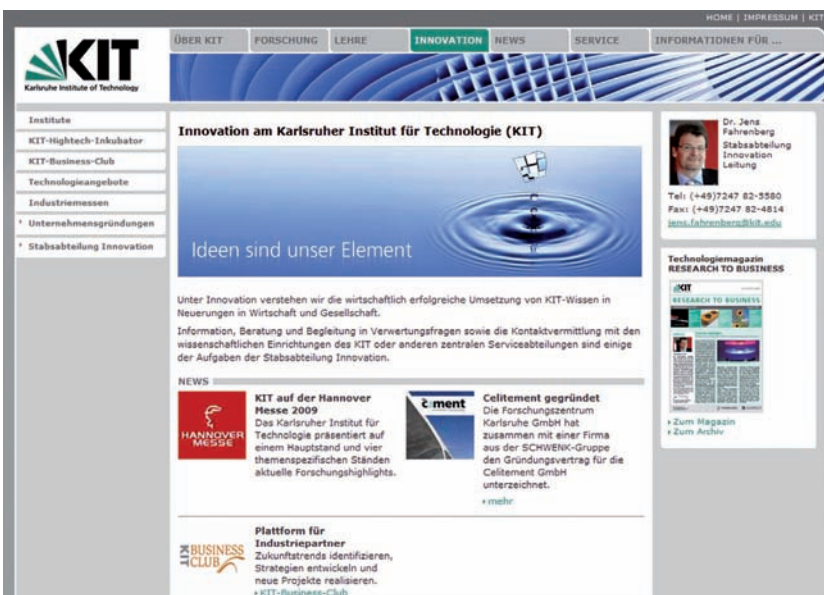 HOME | IMPRESSUM | KIT
KIT
Karlsruhe Institute of Technology
ÜBER KIT FORSCHUNG LEHRE INNOVATION NEWS SERVICE INFORMATIONEN FÜR ...
Institute
KIT-Hightech-Inkubator
KIT-Business-Club
Technologieangebote
Industriemessen
Unternehmensgründungen
Stabsabteilung Innovation
Innovation am Karlsruher Institut für Technologie (KIT)
Ideen sind unser Element
Unter Innovation verstehen wir die wirtschaftlich erfolgreiche Umsetzung von KIT-Wissen in
Neuerungen in Wirtschaft und Gesellschaft.
Information, Beratung und Begleitung in Verwertungsfragen sowie die Kontaktvermittlung mit den
wissenschaftlichen Einrichtungen des KIT oder anderen zentralen Serviceabteilungen sind einige
der Aufgaben der Stabsabteilung Innovation.
NEWS
HANNOVER
MESSE
KIT auf der Hannover
Messe 2009
Das Karlsruher Institut für
Technologie präsentiert auf
einem Hauptstand und vier
themenspezifischen Ständen
aktuelle Forschungshighlights.
Celitement gegründet
Die Forschungszentrum
Karlsruhe GmbH hat
zusammen mit einer Firma
aus der SCHWENK-Gruppe
den Gründungsvertrag für die
Celitement GmbH
unterzeichnet.
mehr
KIT BUSINESS
CLUB
Plattform für
Industriepartner
Zukunftstrends identifizieren,
Strategien entwickeln und
neue Projekte realisieren.
KIT-Business-Club
Dr. Jens
Fahrenberg
Stabsabteilung
Innovation
Leitung
Tel: (+49)7247 82-5580
Fax: (+49)7247 82-4814
jens.fahrenberg@kit.edu
Technologiemagazin
RESEARCH TO BUSINESS
KIT
RESEARCH TO BUSINESS
Zum Magazin
Zum Archiv